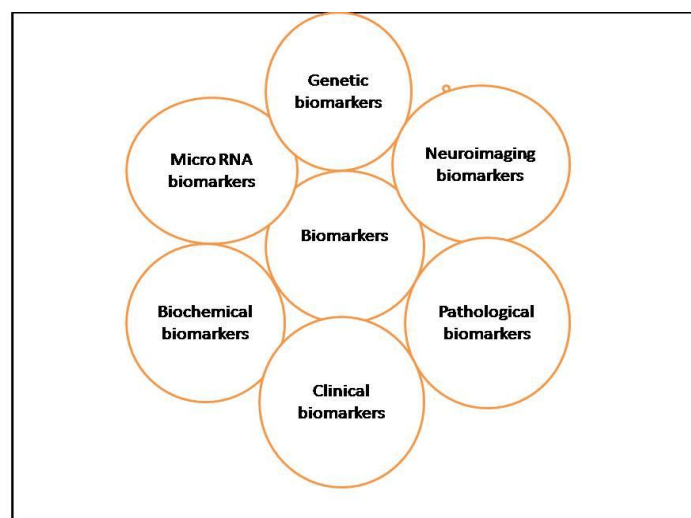 Genetic
biomarkers
Neuroimaging
biomarkers
Micro RNA
biomarkers
Biomarkers
Biochemical
biomarkers
Pathological
biomarkers
Clinical
biomarkers